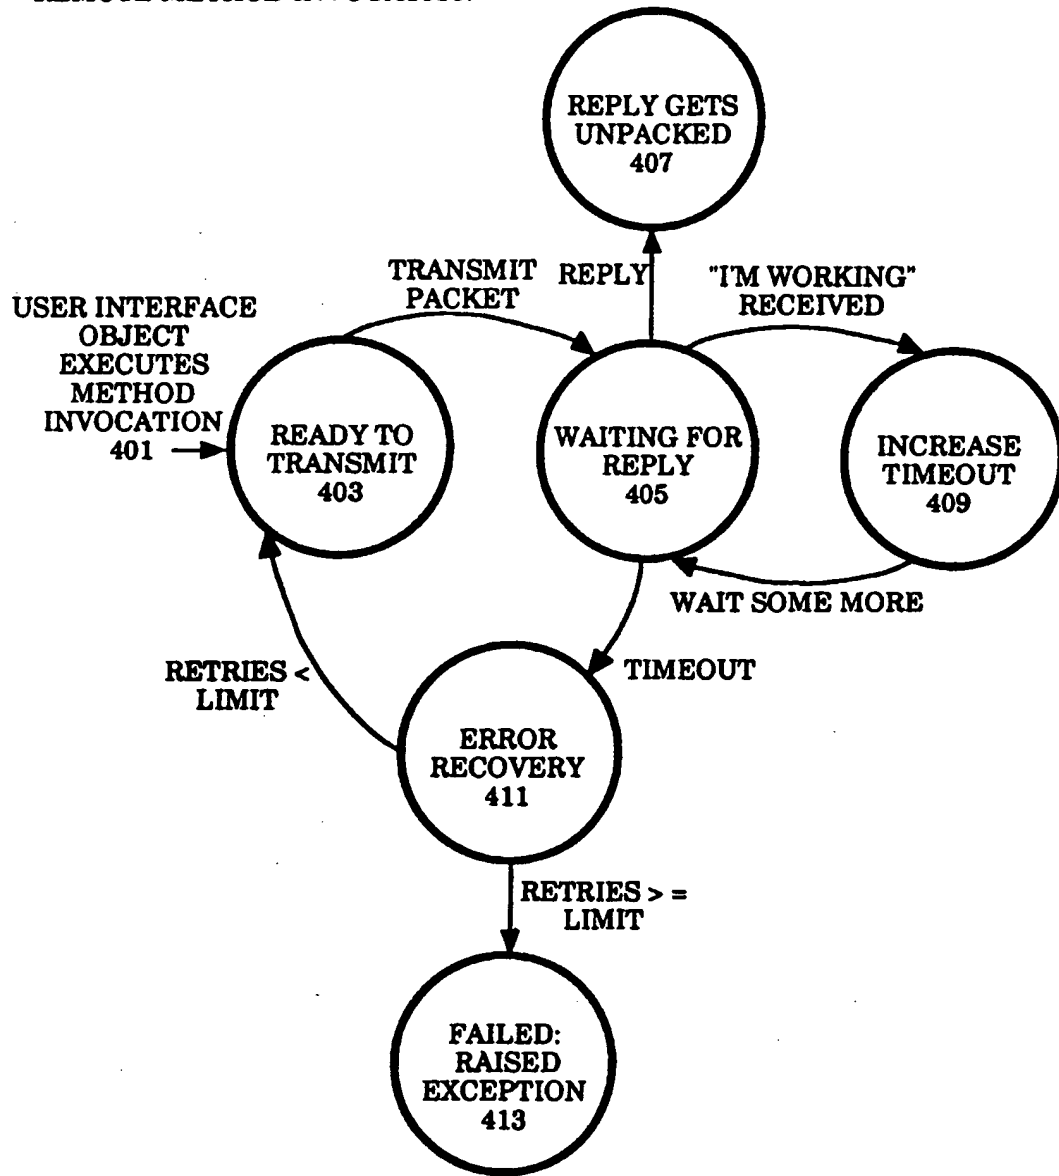 REPLY GETS
UNPACKED
407
TRANSMIT
PACKET
REPLY
"I'M WORKING"
RECEIVED
USER INTERFACE
OBJECT
EXECUTES
METHOD
INVOCATION
401
READY TO
TRANSMIT
403
WAITING FOR
REPLY
405
INCREASE
TIMEOUT
409
WAIT SOME MORE
TIMEOUT
RETRIES <
LIMIT
ERROR
RECOVERY
411
RETRIES > =
LIMIT
FAILED:
RAISED
EXCEPTION
413